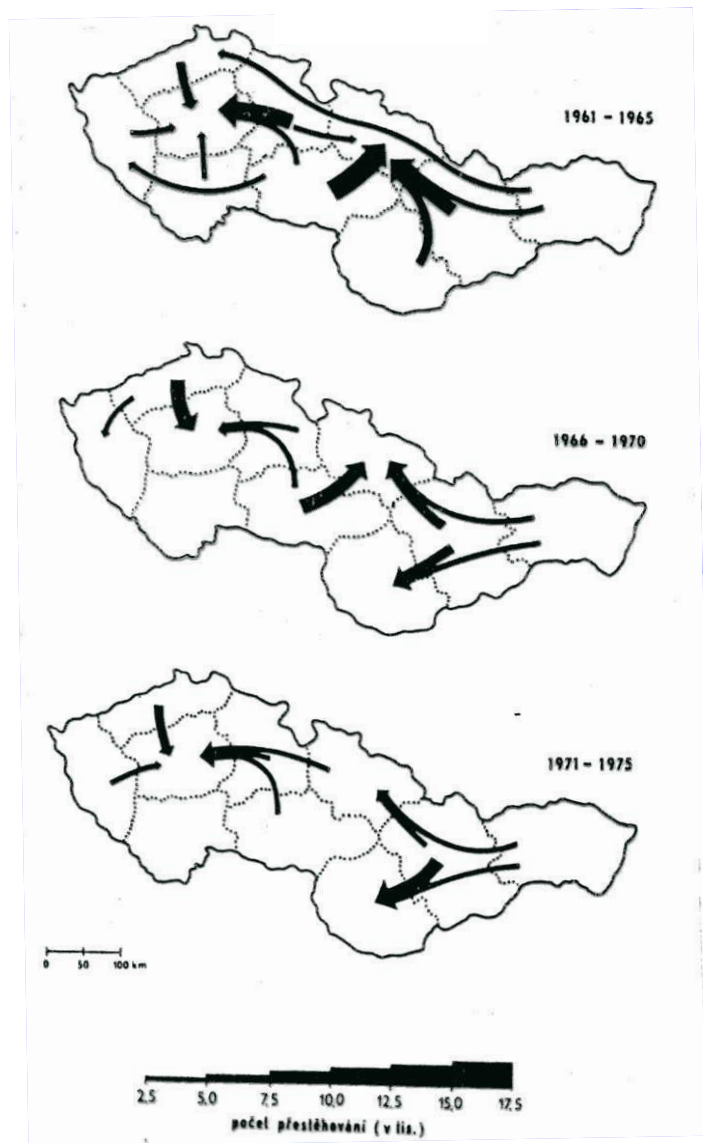 1961 – 1965
1966 – 1970
1971 – 1975
0 50 100 km
2,5 5,0 7,5 10,0 12,5 15,0 17,5
počet přestěhování ( v tis.)